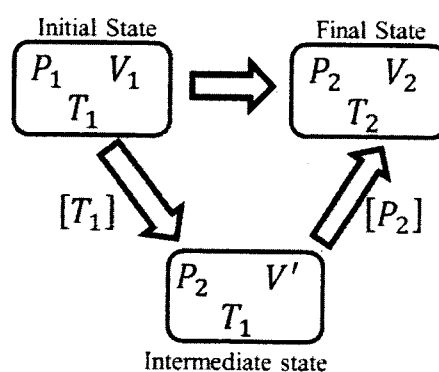 Initial State
Final State
P₁ V₁
T₁
P₂ V₂
T₂
[T₁]
[P₂]
P₂ V'
T₁
Intermediate state